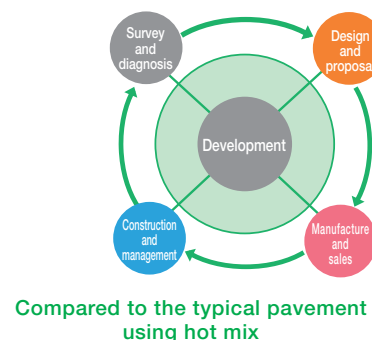 Survey
and
diagnosis
Design
and
proposa
Development
Construction
and
management
Manufacture
and
sales
Compared to the typical pavement
using hot mix